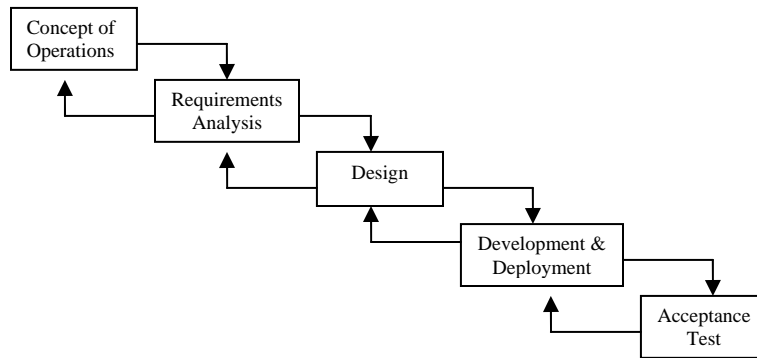 Concept of
Operations
Requirements
Analysis
Design
Development &
Deployment
Acceptance
Test